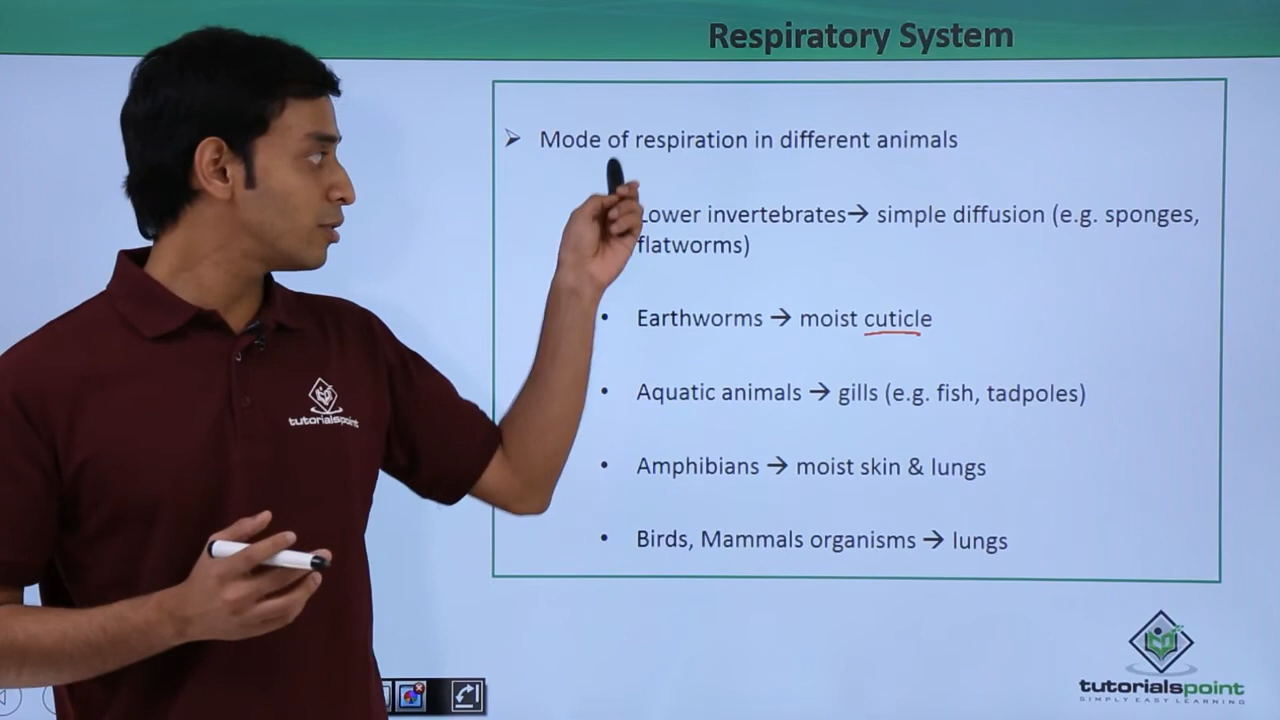 Respiratory System
➢ Mode of respiration in different animals
Lower invertebrates→ simple diffusion (e.g. sponges,
flatworms)
• Earthworms → moist cuticle
• Aquatic animals → gills (e.g. fish, tadpoles)
• Amphibians → moist skin & lungs
• Birds, Mammals organisms → lungs
tutorialspoint
tutorialspoint
SIMPLY EASY LEARNING